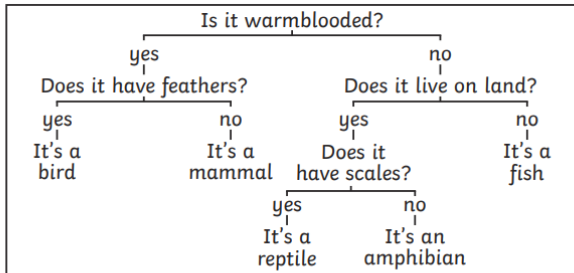 Is it warmblooded?
yes no
Does it have feathers? Does it live on land?
yes no yes no
It's a It's a Does it It's a
bird mammal have scales? fish
yes no
It's a It's an
reptile amphibian